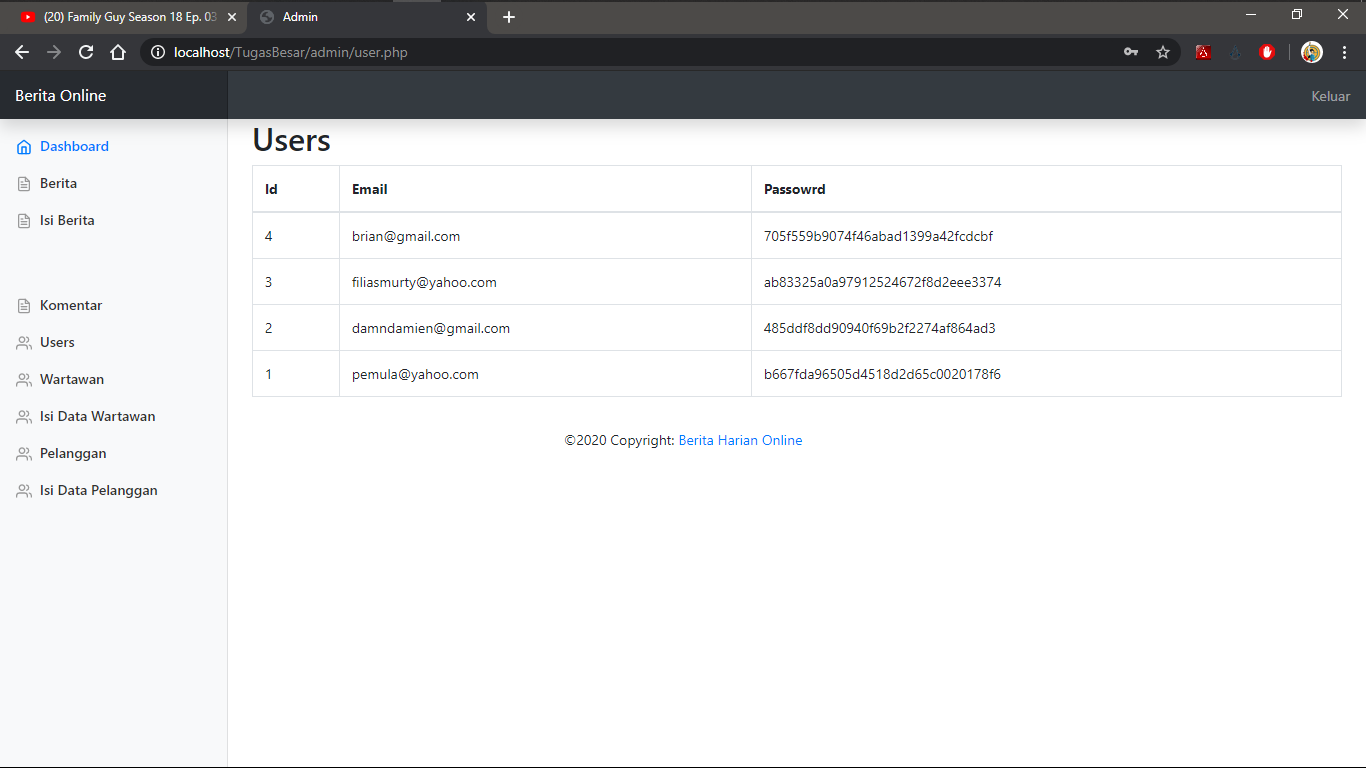 (20) Family Guy Season 18 Ep. 03
Admin
localhost/TugasBesar/admin/user.php
Berita Online
Keluar
Dashboard
Berita
Isi Berita
Komentar
Users
Wartawan
Isi Data Wartawan
Pelanggan
Isi Data Pelanggan
Users
Id Email Passowrd
4 brian@gmail.com 705f559b9074f46abad1399a42fcdcbf
3 filiasmurty@yahoo.com ab83325a0a97912524672f8d2eee3374
2 damndamien@gmail.com 485ddf8dd90940f69b2f2274af864ad3
1 pemula@yahoo.com b667fda96505d4518d2d65c0020178f6
©2020 Copyright: Berita Harian Online